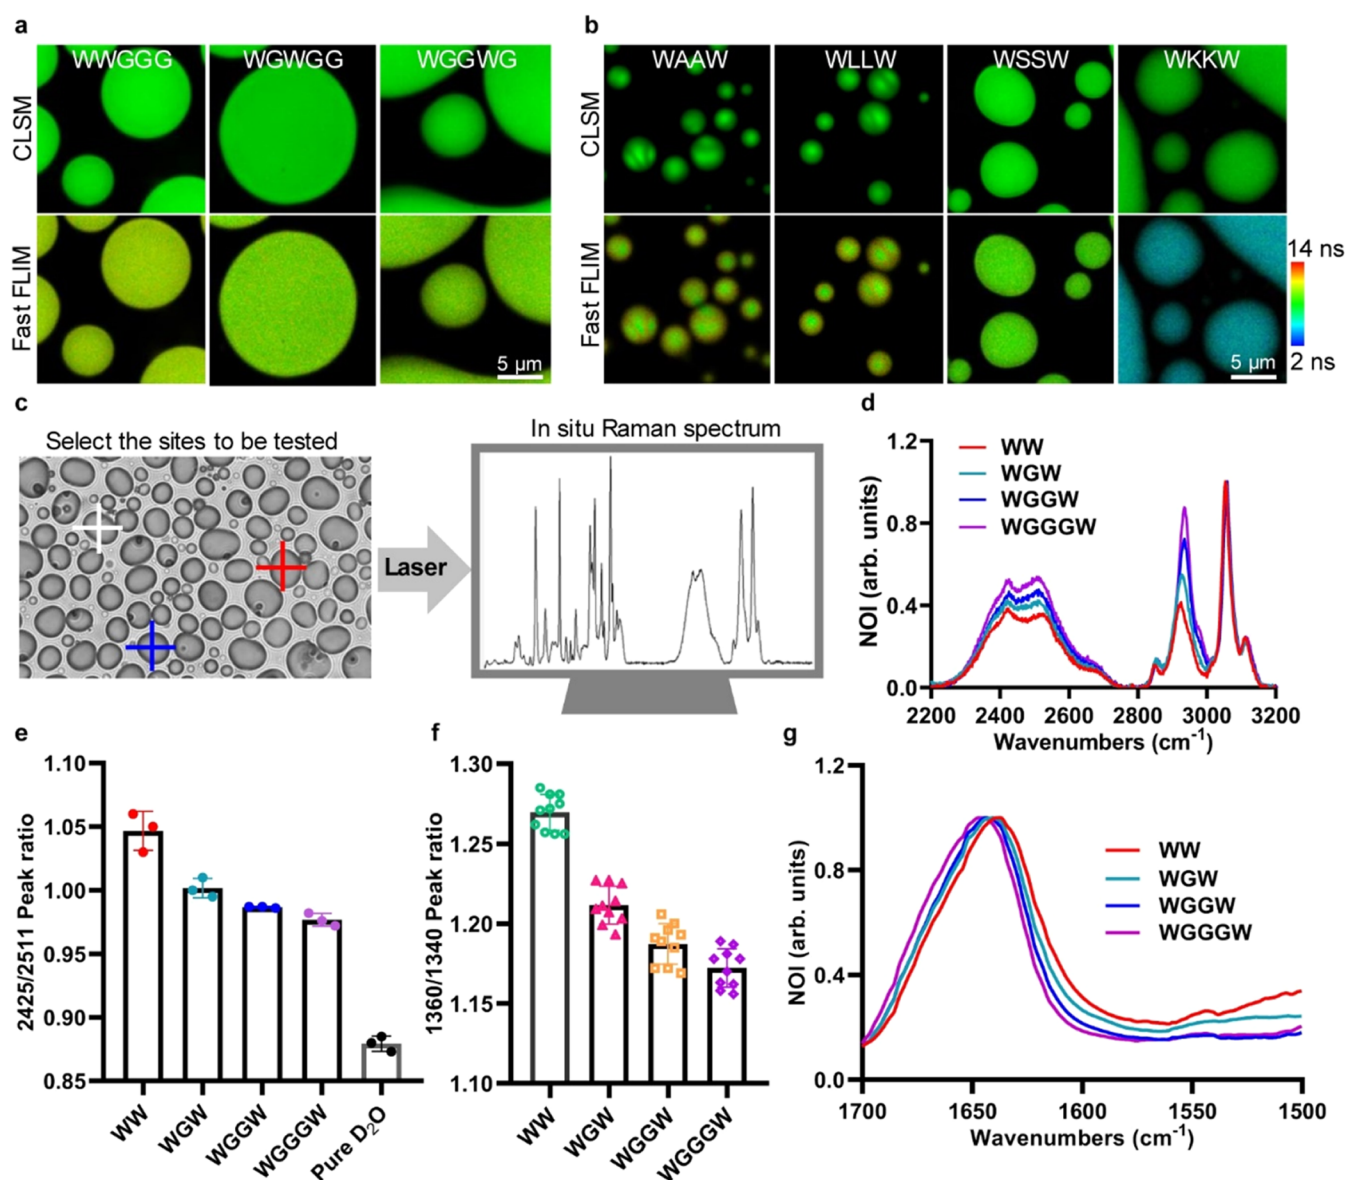 a
WWGGG WGWGG WGGWG
CLSM
Fast FLIM
5 μm
b
WAAW WLLW WSSW WKKW
CLSM
Fast FLIM
5 μm
14 ns
2 ns
c
Select the sites to be tested
Laser
In situ Raman spectrum
d
NOI (arb. units)
1.2
0.8
0.4
0.0
WW
WGW
WGGW
WGGGW
2200 2400 2600 2800 3000 3200
Wavenumbers (cm⁻¹)
e
2425/2511 Peak ratio
1.10
1.05
1.00
0.95
0.90
0.85
WW WGW WGGW WGGGW Pure D₂O
f
1360/1340 Peak ratio
1.30
1.25
1.20
1.15
1.10
WW WGW WGGW WGGGW
g
NOI (arb. units)
1.2
0.8
0.4
0.0
WW
WGW
WGGW
WGGGW
1700 1650 1600 1550 1500
Wavenumbers (cm⁻¹)